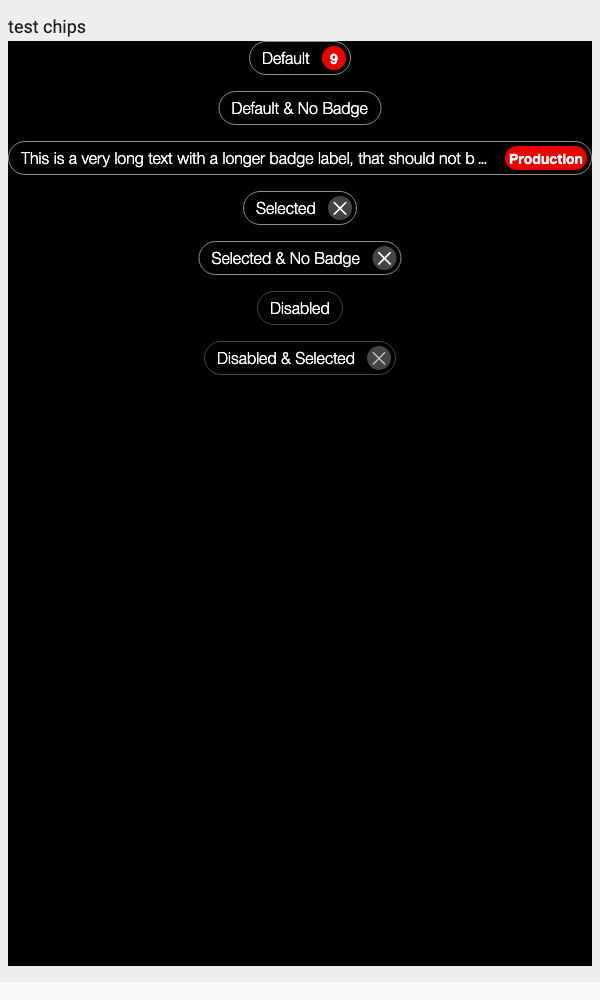 test chips
Default 9
Default & No Badge
This is a very long text with a longer badge label, that should not b ... Production
Selected
Selected & No Badge
Disabled
Disabled & Selected